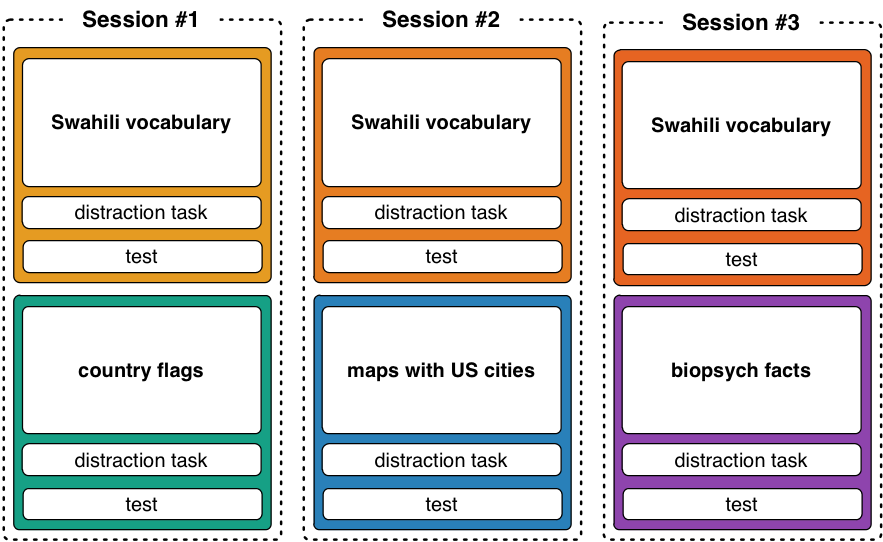 Session #1
Swahili vocabulary
distraction task
test
country flags
distraction task
test
Session #2
Swahili vocabulary
distraction task
test
maps with US cities
distraction task
test
Session #3
Swahili vocabulary
distraction task
test
biopsych facts
distraction task
test